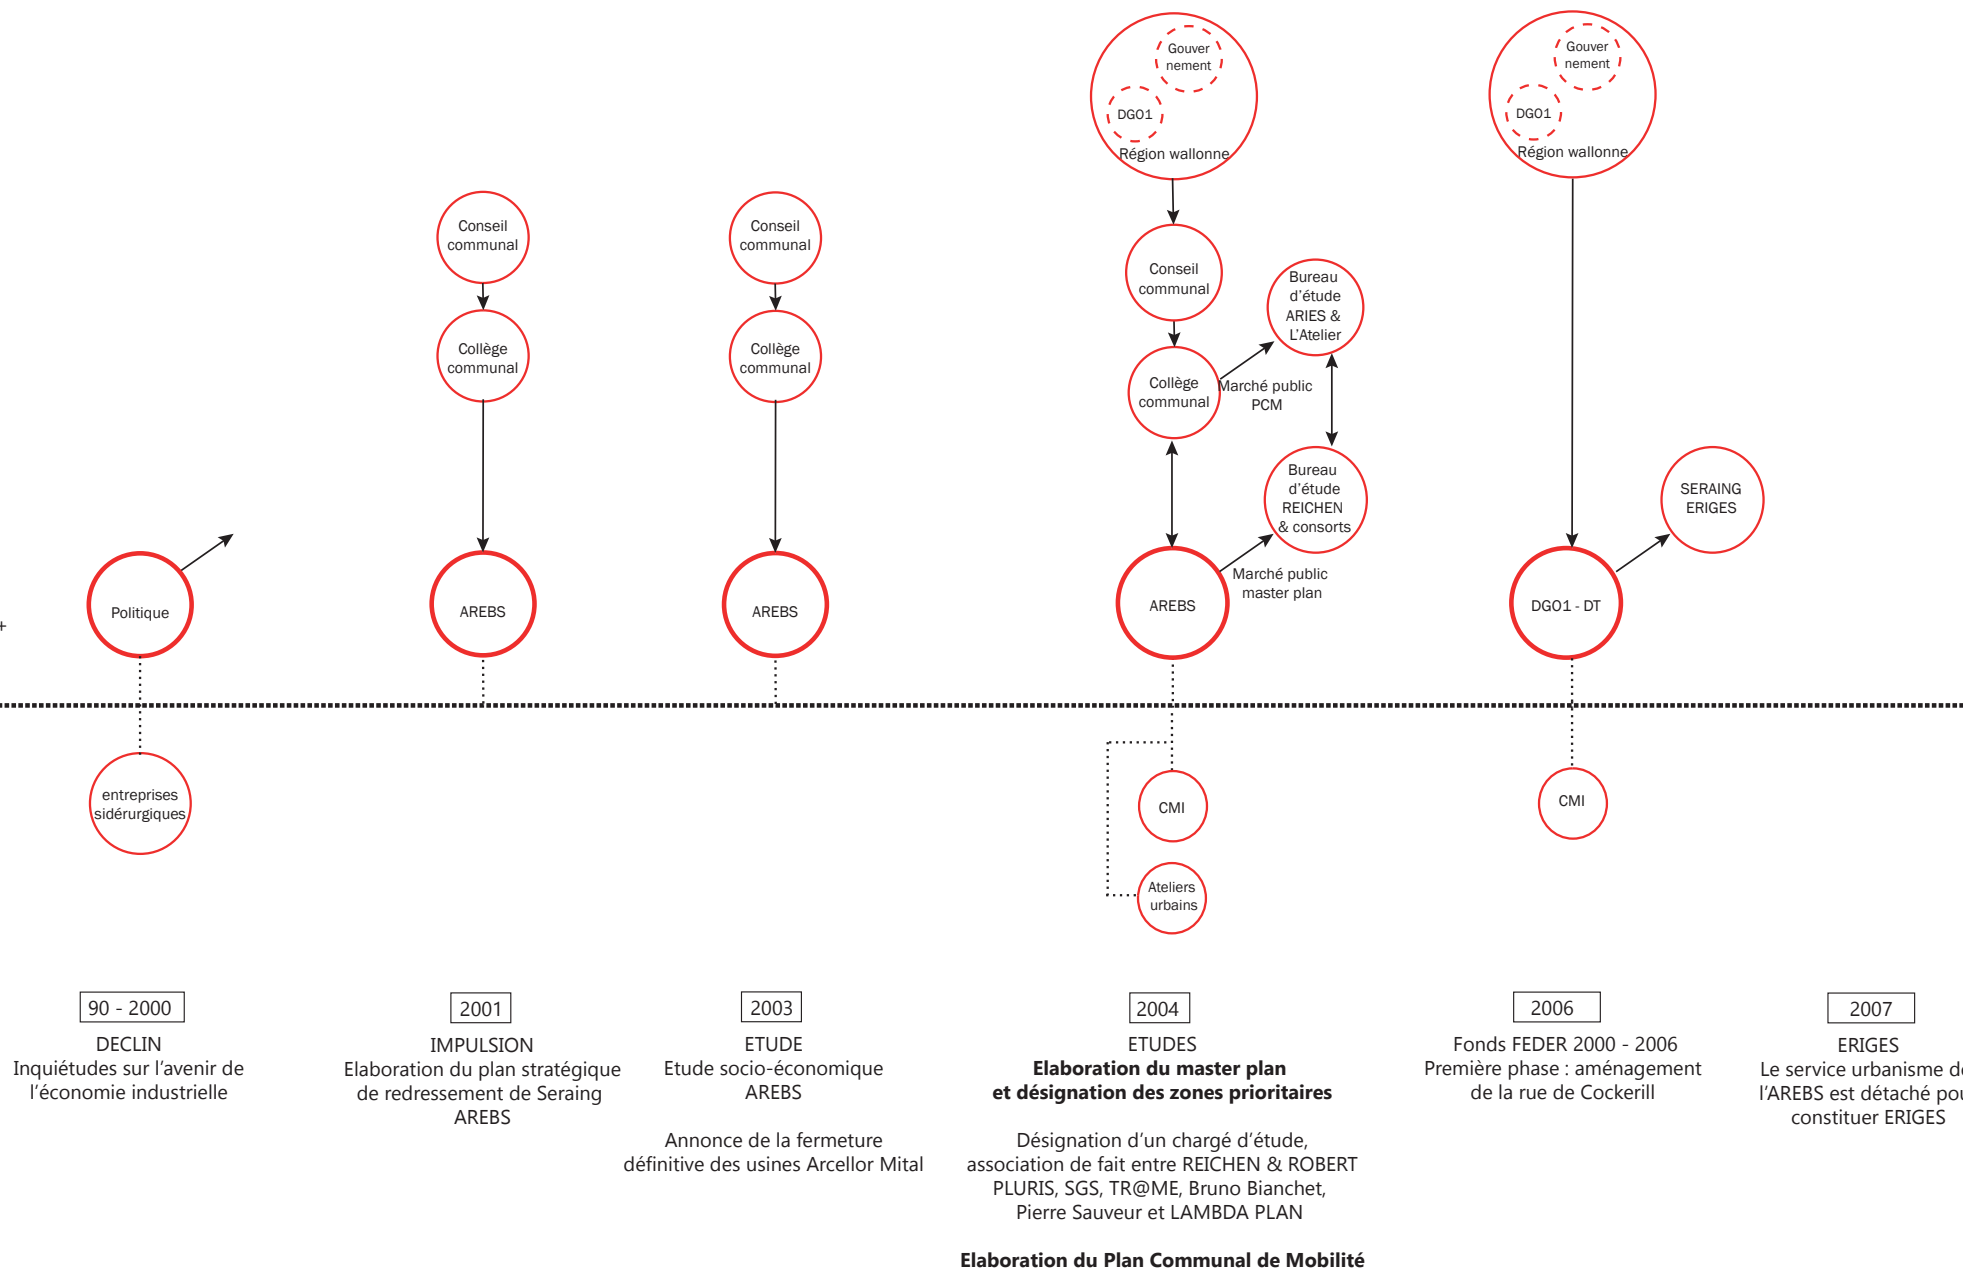 +
Politique
entreprises
sidérurgiques
90 - 2000
DECLIN
Inquiétudes sur l'avenir de
l'économie industrielle
Conseil
communal
Collège
communal
AREBS
2001
IMPULSION
Elaboration du plan stratégique
de redressement de Seraing
AREBS
Conseil
communal
Collège
communal
AREBS
2003
ETUDE
Etude socio-économique
AREBS
Annonce de la fermeture
définitive des usines Arcellor Mital
Gouver
nement
DGO1
Région wallonne
Conseil
communal
Collège
communal
Bureau
d'étude
ARIES &
L'Atelier
Marché public
PCM
Bureau
d'étude
REICHEN
& consorts
Marché public
master plan
AREBS
CMI
Ateliers
urbains
2004
ETUDES
Elaboration du master plan
et désignation des zones prioritaires
Désignation d'un chargé d'étude,
association de fait entre REICHEN & ROBERT
PLURIS, SGS, TR@ME, Bruno Bianchet,
Pierre Sauveur et LAMBDA PLAN
Elaboration du Plan Communal de Mobilité
Gouver
nement
DGO1
Région wallonne
SERAING
ERIGES
DGO1 - DT
CMI
2006
Fonds FEDER 2000 - 2006
Première phase : aménagement
de la rue de Cockerill
2007
ERIGES
Le service urbanisme de
l'AREBS est détaché pou
constituer ERIGES